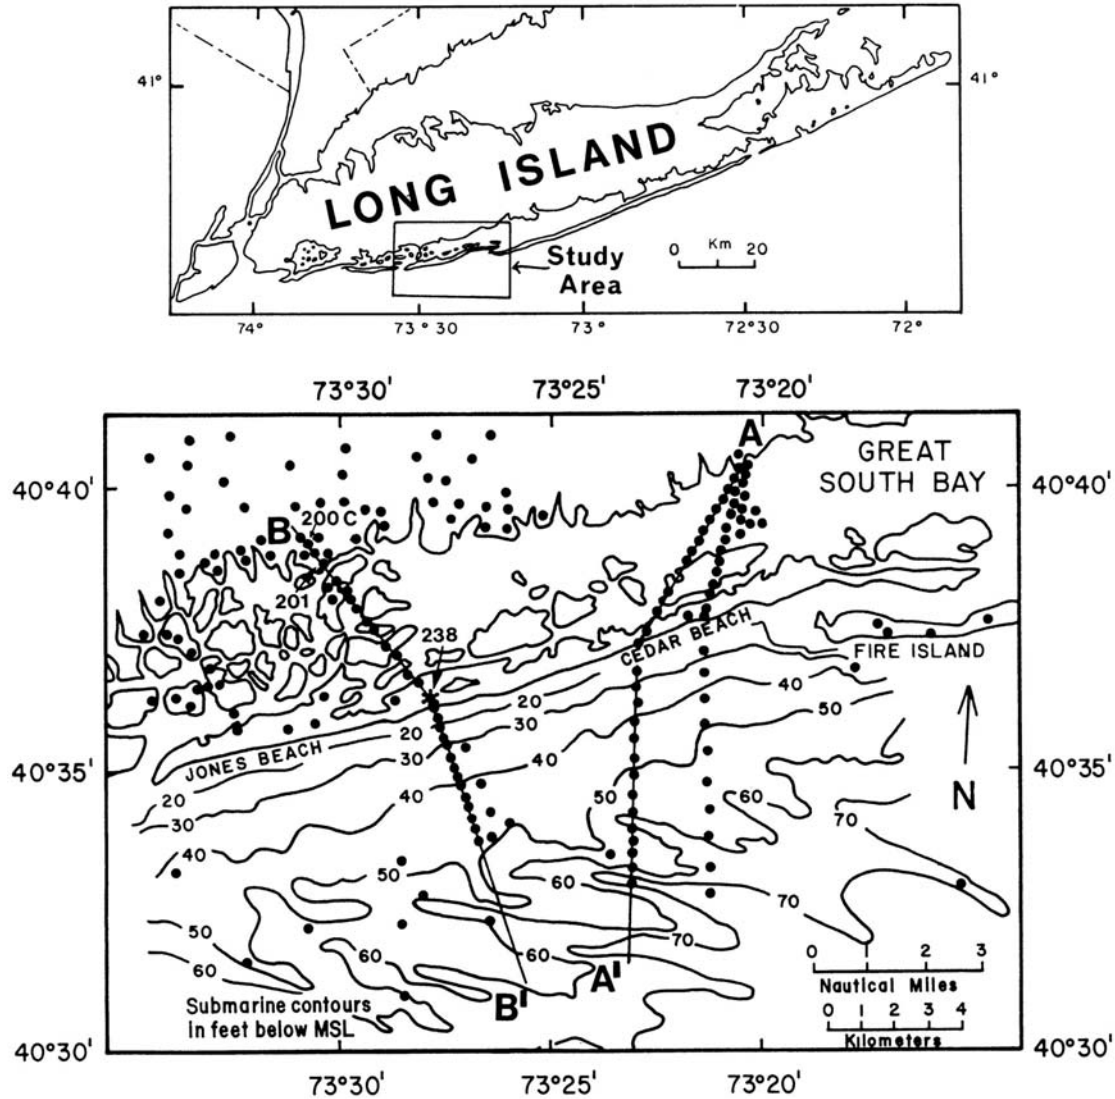 41°
41°
LONG ISLAND
0 Km 20
Study
Area
74°
73° 30
73°
72°30
72°
73°30'
73°25'
73°20'
A
GREAT
SOUTH BAY
40°40'
40°40'
B
200 C
201
238
CEDAR BEACH
FIRE ISLAND
20
30
40
50
JONES BEACH
20
30
40
N
40°35'
40°35'
20
30
40
40
50
60
70
50
60
70
50
60
70
60
60
A'
B'
0 1 2 3
Nautical Miles
0 1 2 3 4
Kilometers
Submarine contours
in feet below MSL
40°30'
40°30'
73°30'
73°25'
73°20'